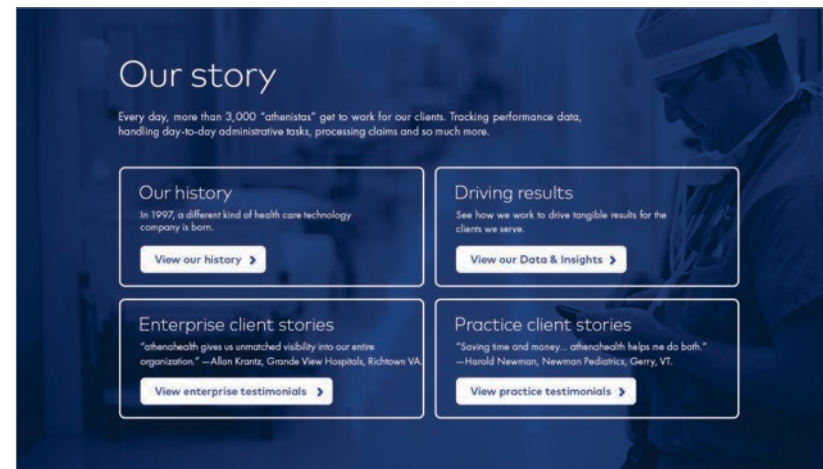 Our story
Every day, more than 3,000 “athenistas” get to work for our clients. Tracking performance data,
handling day-to-day administrative tasks, processing claims and so much more.
Our history
In 1997, a different kind of health care technology
company is born.
View our history
Driving results
See how we work to drive tangible results for the
clients we serve.
View our Data & Insights
Enterprise client stories
“athenahealth gives us unmatched visibility into our entire
organization.” —Allan Krantz, Grande View Hospitals, Richtown VA.
View enterprise testimonials
Practice client stories
“Saving time and money... athenahealth helps me do both.”
—Harold Newman, Newman Pediatrics, Gerry, VT.
View practice testimonials